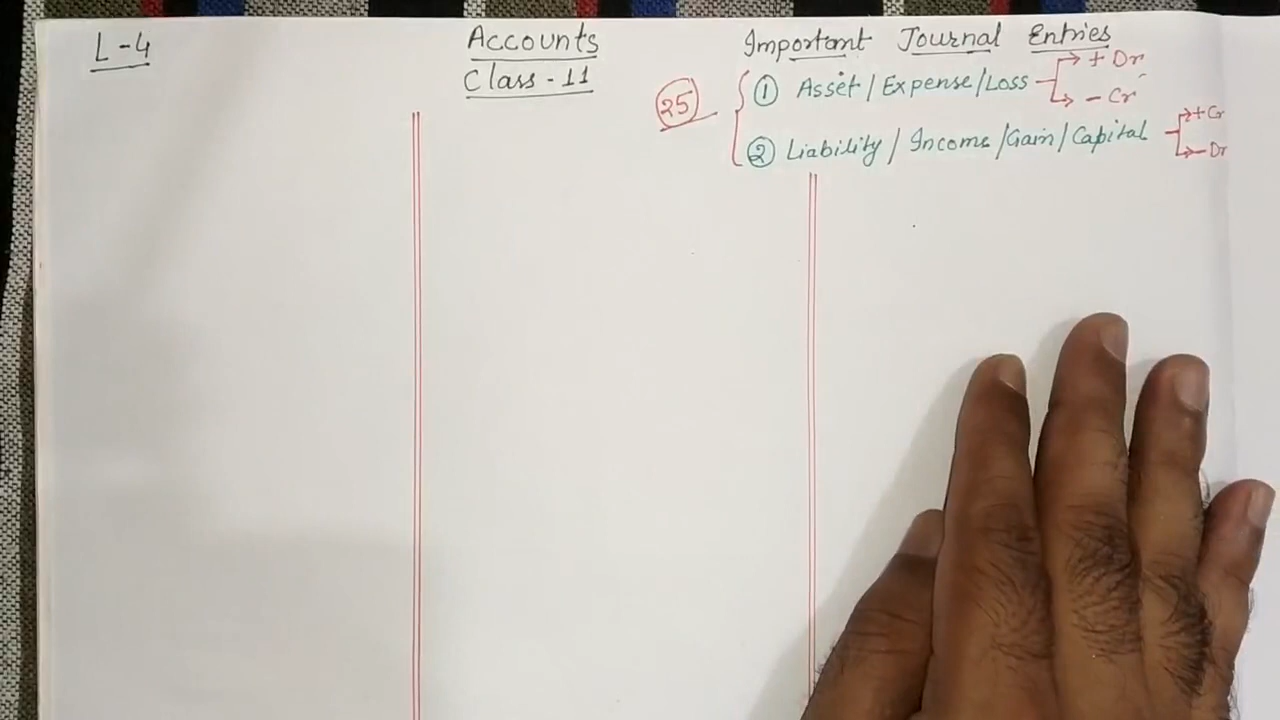 L-4
Accounts
Class - 11
Important Journal Entries
25
① Asset / Expense / Loss → + Dr
→ - Cr
② Liability / Income / Gain / Capital → + Cr
→ - Dr